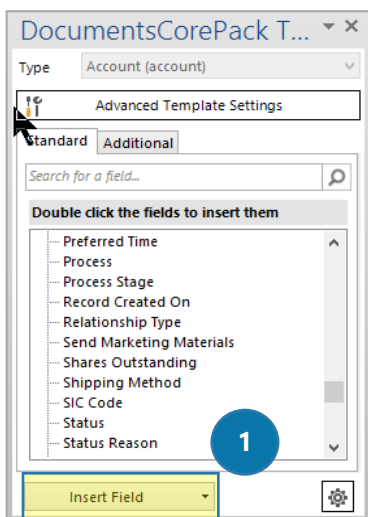 DocumentsCorePack T...
Type Account (account)
Advanced Template Settings
Standard Additional
Search for a field...
Double click the fields to insert them
Preferred Time
Process
Process Stage
Record Created On
Relationship Type
Send Marketing Materials
Shares Outstanding
Shipping Method
SIC Code
Status
Status Reason
1
Insert Field